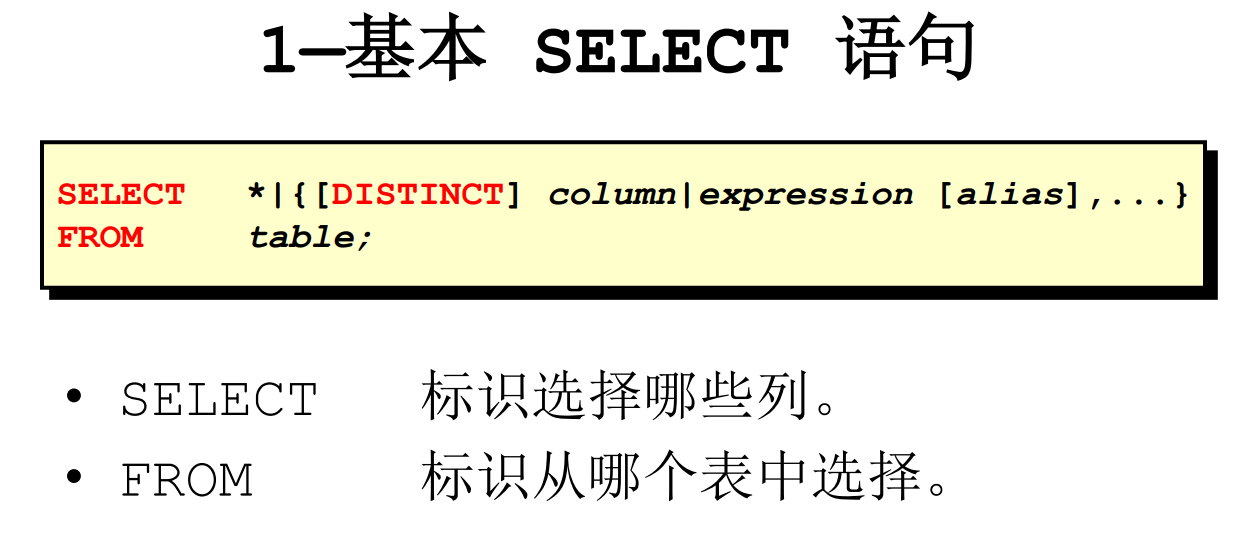 1—基本 SELECT 语句
SELECT *|{[DISTINCT] column|expression [alias],...}
FROM table;
• SELECT 标识选择哪些列。
• FROM 标识从哪个表中选择。